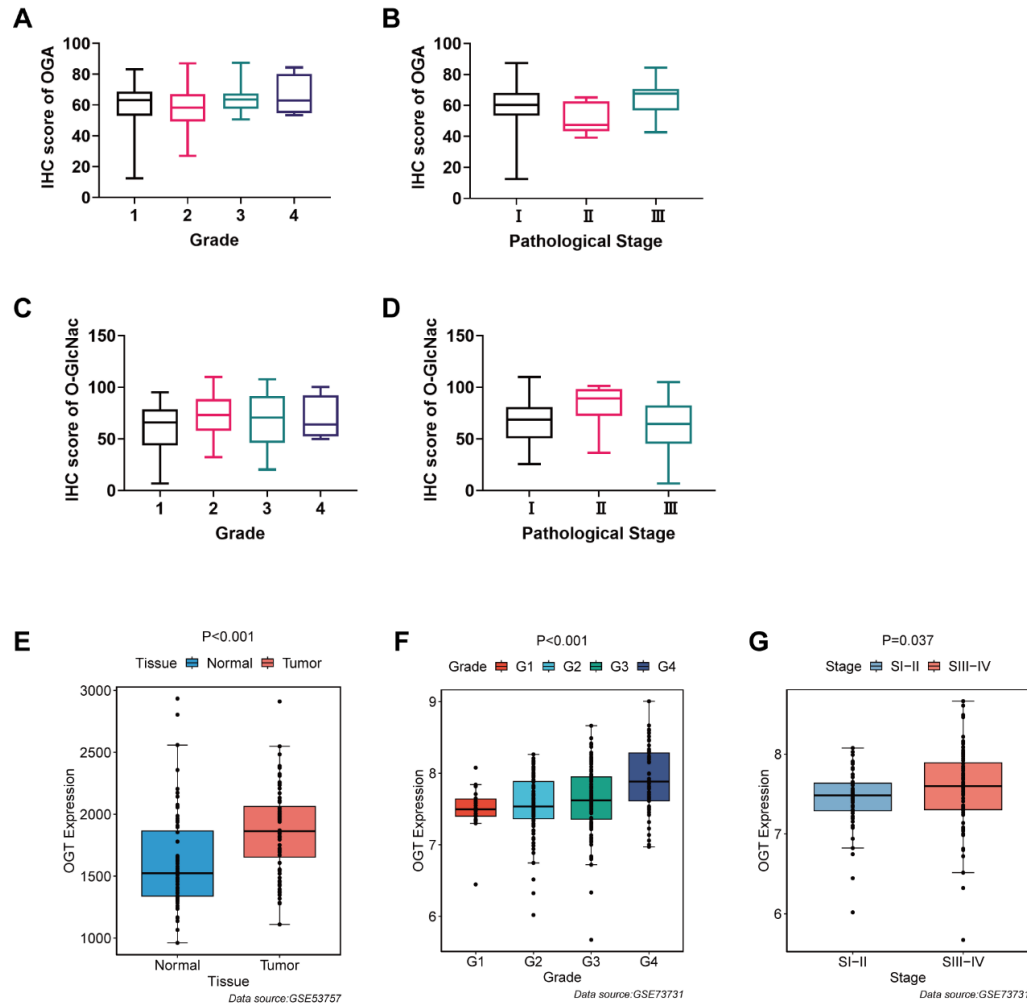 A
IHC score of OGA
100
80
60
40
20
0
1 2 3 4
Grade
B
IHC score of OGA
100
80
60
40
20
0
Ⅰ Ⅱ Ⅲ
Pathological Stage
C
IHC score of O-GlcNac
150
100
50
0
1 2 3 4
Grade
D
IHC score of O-GlcNac
150
100
50
0
Ⅰ Ⅱ Ⅲ
Pathological Stage
E
P<0.001
Tissue Normal Tumor
OGT Expression
3000
2500
2000
1500
1000
Normal Tumor
Tissue
Data source:GSE53757
F
P<0.001
Grade G1 G2 G3 G4
OGT Expression
9
8
7
6
G1 G2 G3 G4
Grade
Data source:GSE73731
G
P=0.037
Stage SI-II SIII-IV
OGT Expression
8
7
6
SI-II SIII-IV
Stage
Data source:GSE73731